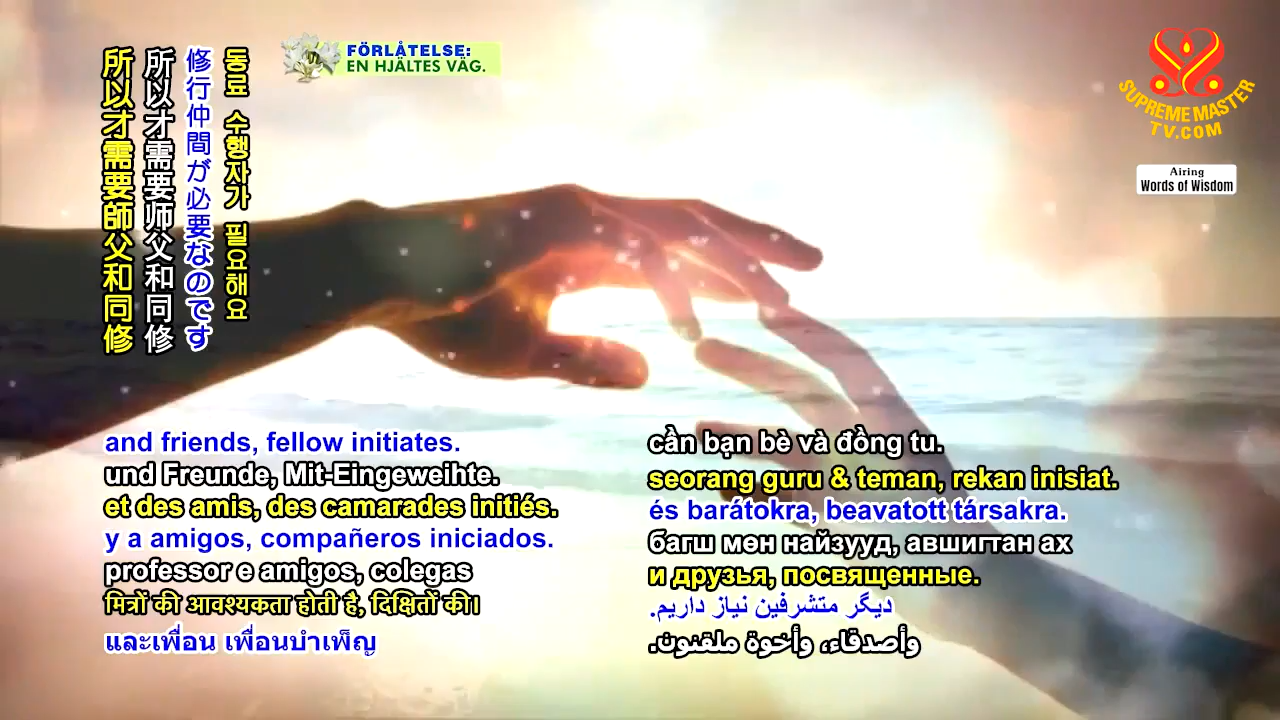 동료 수행자가 필요해요
修行仲間が必要なのです
所以才需要师父和同修
所以才需要師父和同修
FÖRLÅTELSE:
EN HJÄLTES VÄG.
SUPREME MASTER
TV.COM
Airing
Words of Wisdom
and friends, fellow initiates.
und Freunde, Mit-Eingeweihte.
et des amis, des camarades initiés.
y a amigos, compañeros iniciados.
professor e amigos, colegas
मित्रों की आवश्यकता होती है, दिक्षितों की।
และเพื่อน เพื่อนบำเพ็ญ
cần bạn bè và đồng tu.
seorang guru & teman, rekan inisiat.
és barátokra, beavatott társakra.
багш мөн найзууд, авшигтан ах
и друзья, посвященные.
دیگر متشرفین نیاز داریم.
وأصدقاء، وأخوة ملقنون.